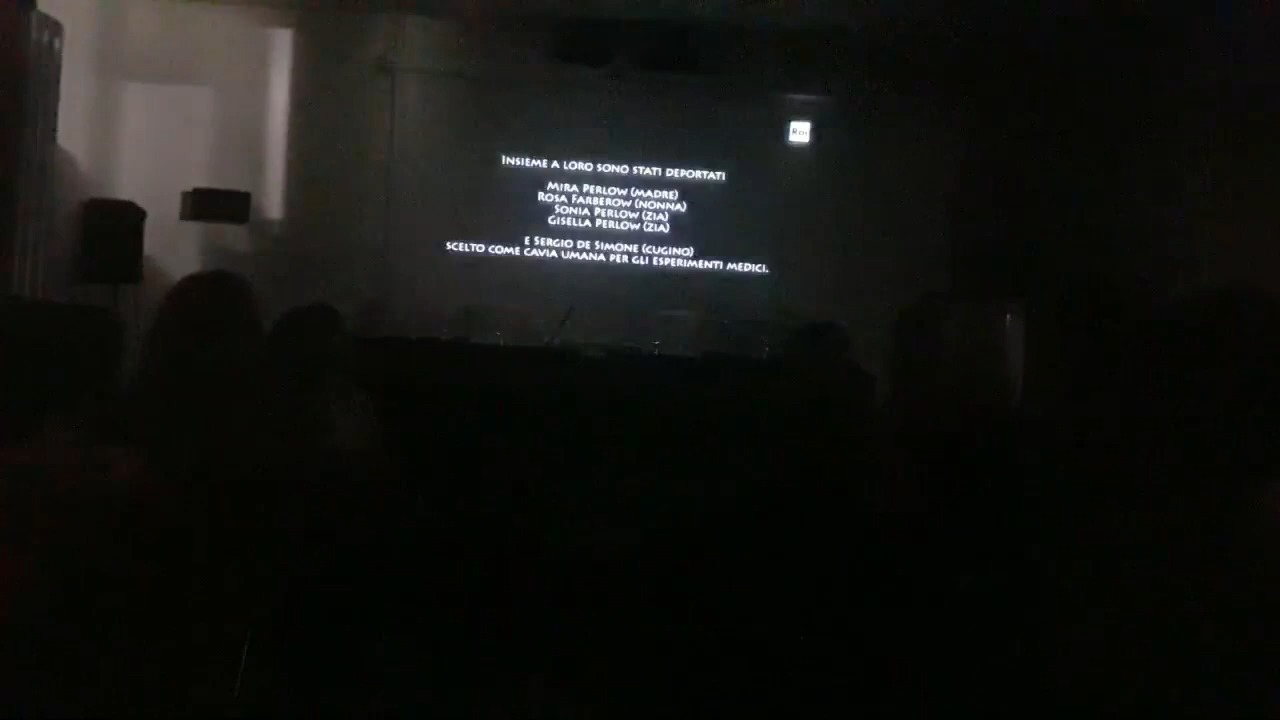 Rai
INSIEME A LORO SONO STATI DEPORTATI
MIRA PERLOW (MADRE)
ROSA FARBEROW (NONNA)
SONIA PERLOW (ZIA)
GISELLA PERLOW (ZIA)
E SERGIO DE SIMONE (CUGINO)
SCELTO COME CAVIA UMANA PER GLI ESPERIMENTI MEDICI.